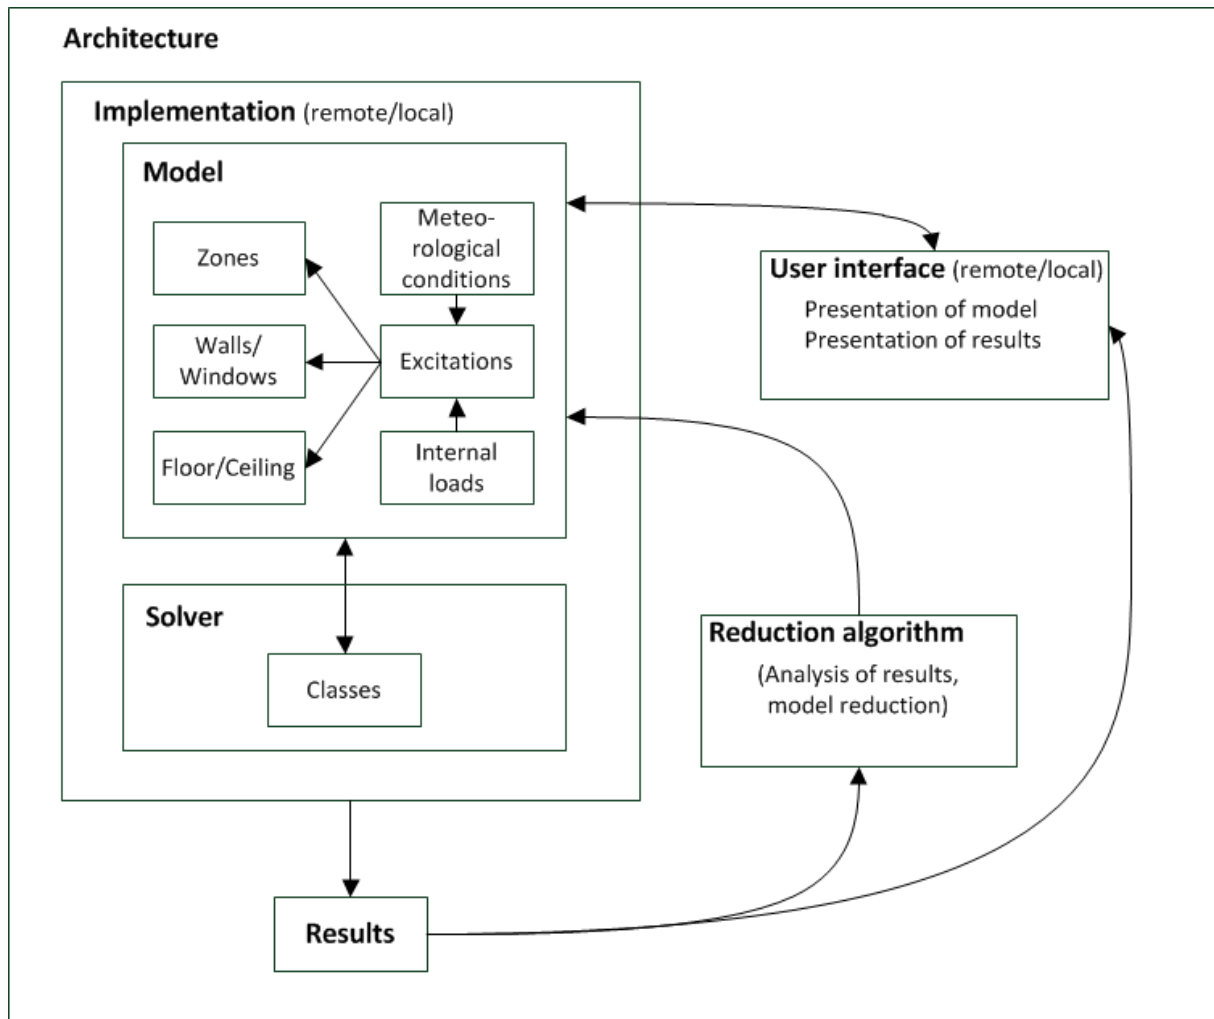 Architecture
Implementation (remote/local)
Model
Zones
Meteo-
rological
conditions
Walls/
Windows
Excitations
Floor/Ceiling
Internal
loads
Solver
Classes
User interface (remote/local)
Presentation of model
Presentation of results
Reduction algorithm
(Analysis of results,
model reduction)
Results